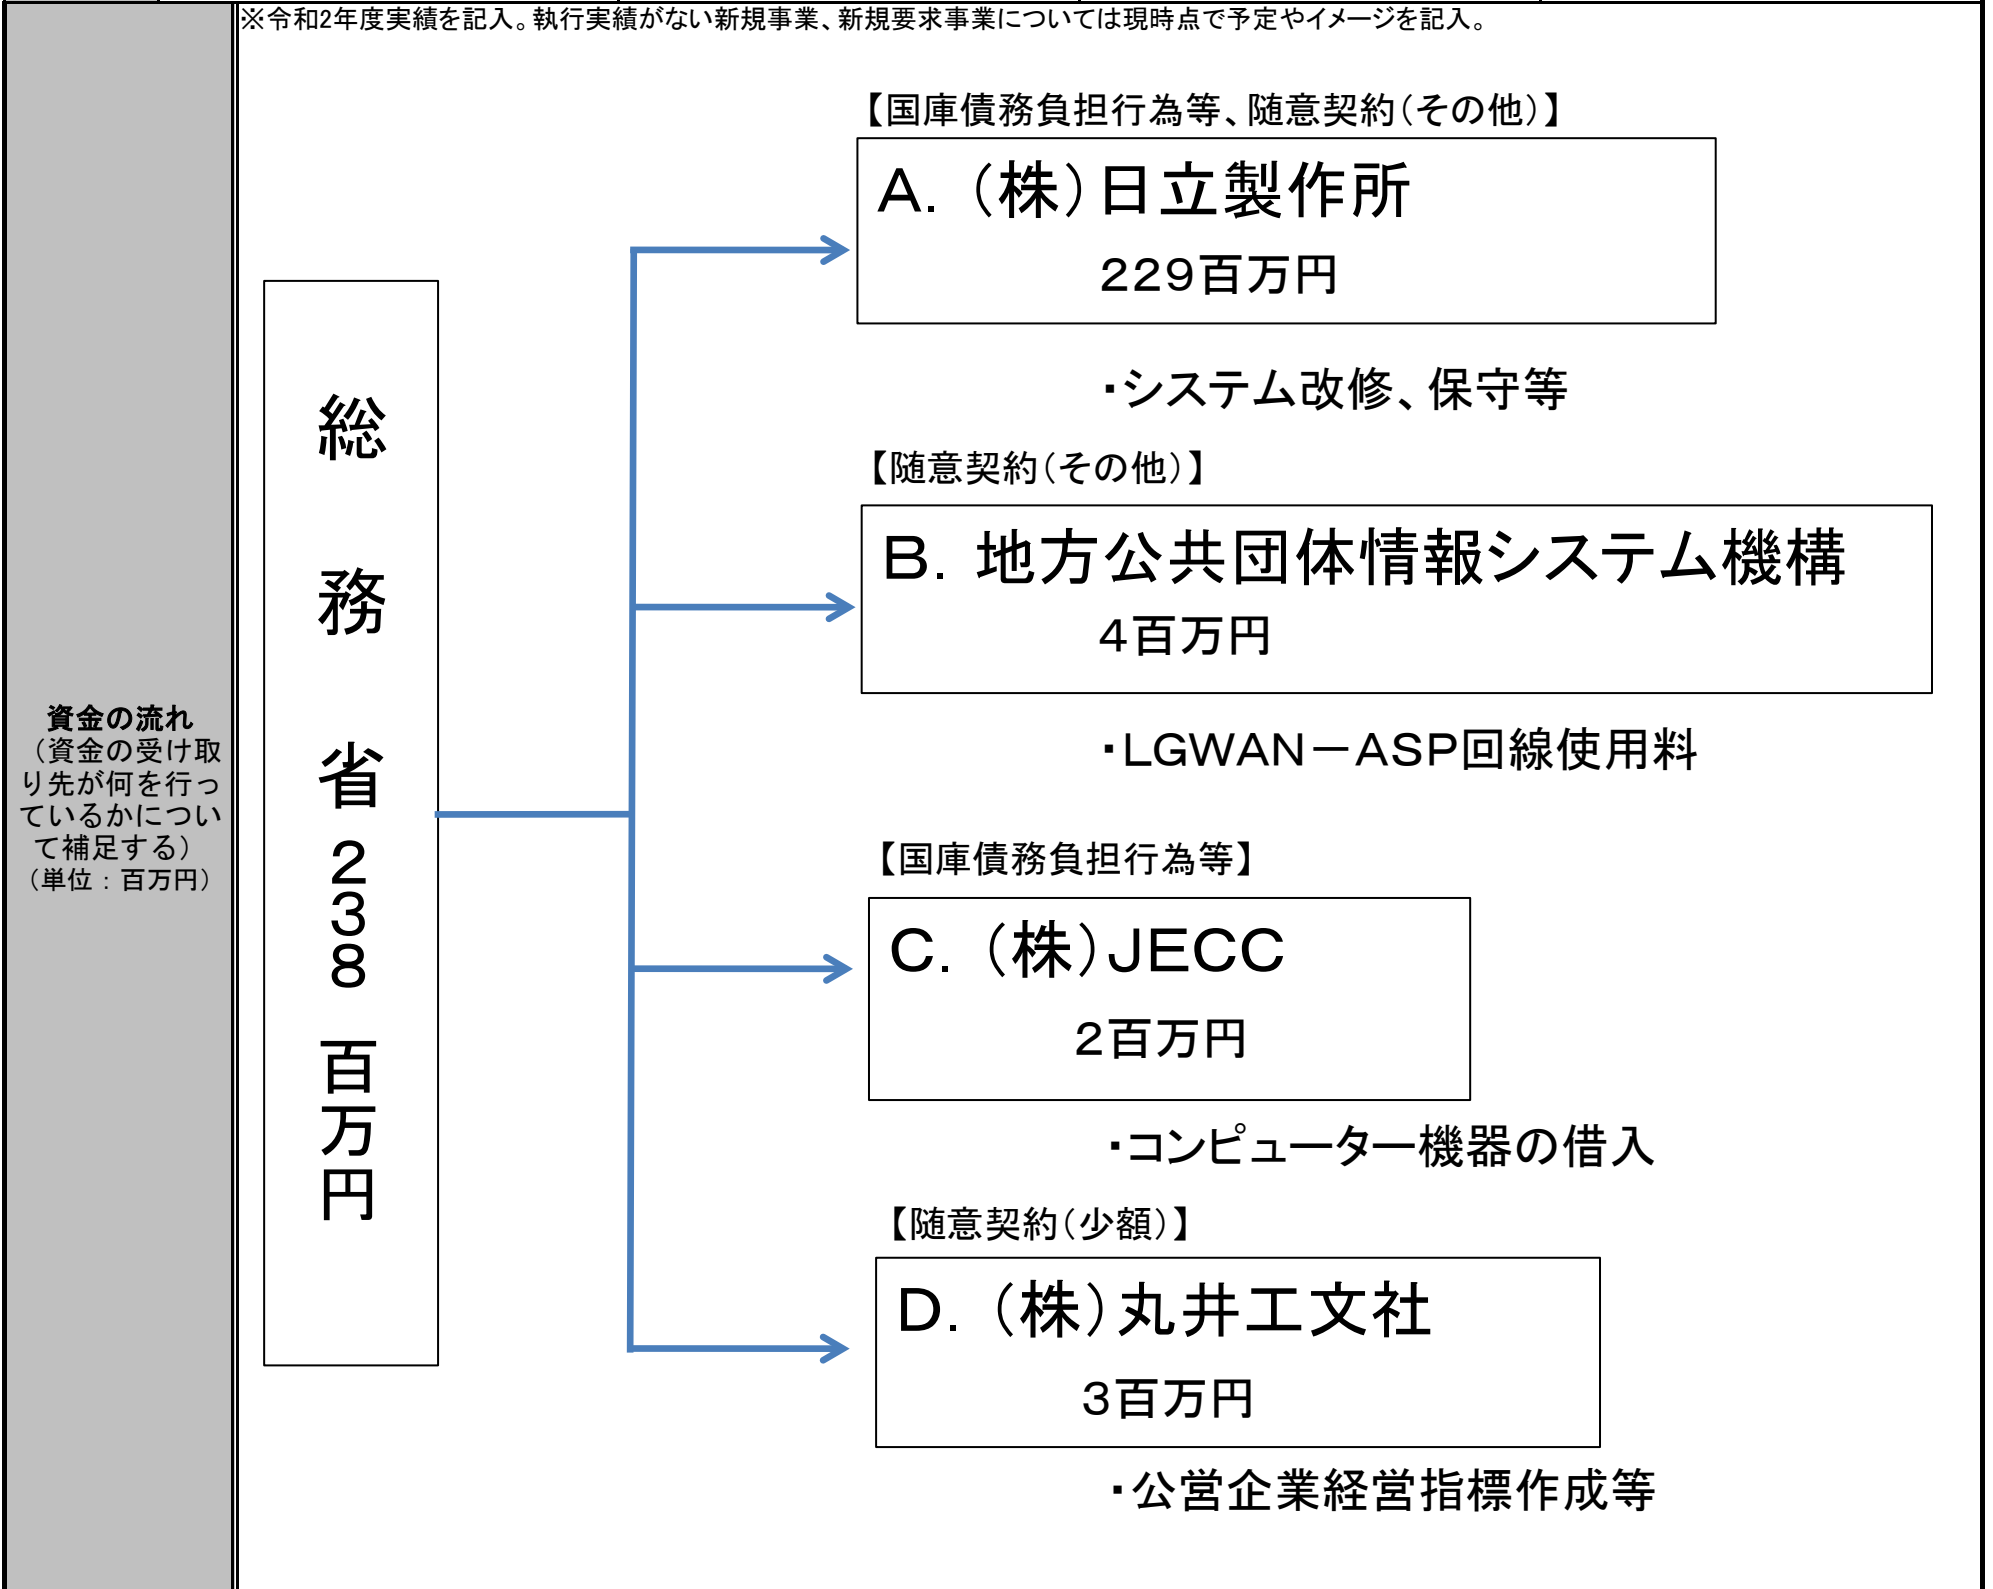 ※令和2年度実績を記入。執行実績がない新規事業、新規要求事業については現時点で予定やイメージを記入。
資金の流れ
（資金の受け取
り先が何を行っ
ているかについ
て補足する）
（単位：百万円）
総務省 238 百万円
【国庫債務負担行為等、随意契約（その他）】
A．（株）日立製作所
229百万円
・システム改修、保守等
【随意契約（その他）】
B．地方公共団体情報システム機構
4百万円
・LGWAN－ASP回線使用料
【国庫債務負担行為等】
C．（株）JECC
2百万円
・コンピューター機器の借入
【随意契約（少額）】
D．（株）丸井工文社
3百万円
・公営企業経営指標作成等